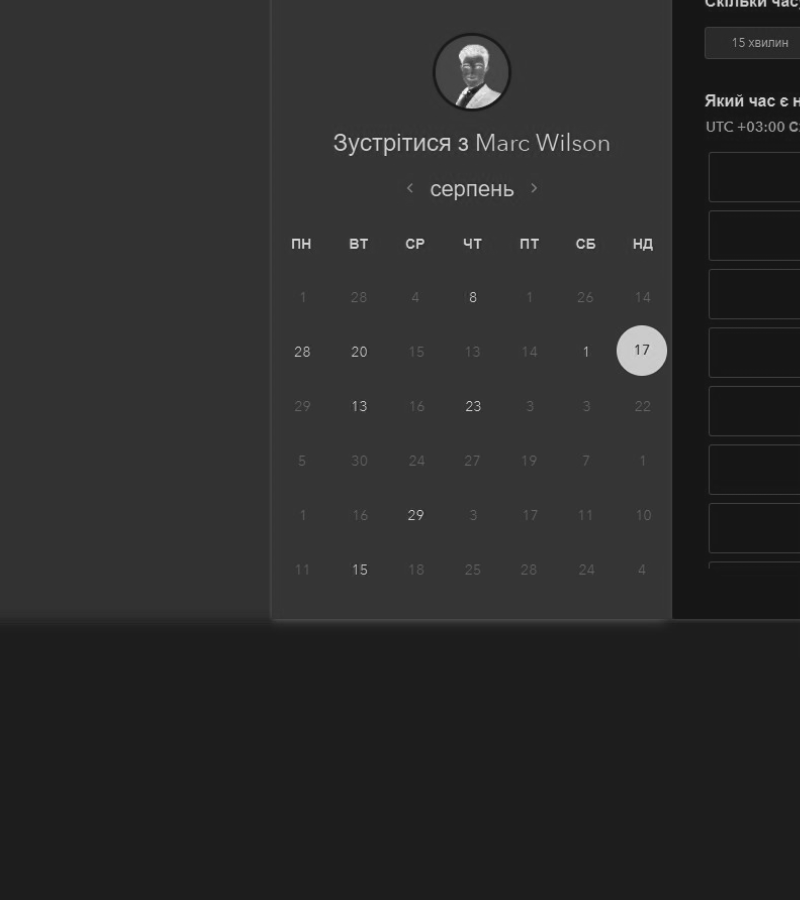 Скільки час
15 хвилин
Який час є
UTC +03:00
Зустрітися з Marc Wilson
серпень
ПН ВТ СР ЧТ ПТ СБ НД
1 28 4 8 1 26 14
28 20 15 13 14 1 17
29 13 16 23 3 3 22
5 30 24 27 19 7 1
1 16 29 3 17 11 10
11 15 18 25 28 24 4